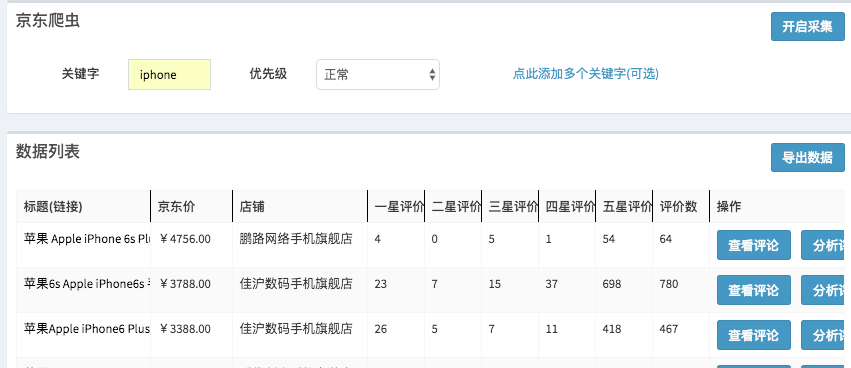 京东爬虫
开启采集
关键字 iphone 优先级 正常 点此添加多个关键字(可选)
数据列表
导出数据
标题(链接) 京东价 店铺 一星评价 二星评价 三星评价 四星评价 五星评价 评价数 操作
苹果 Apple iPhone 6s Plu ￥4756.00 鹏路网络手机旗舰店 4 0 5 1 54 64 查看评论 分析
苹果6s Apple iPhone6s ￥3788.00 佳沪数码手机旗舰店 23 7 15 37 698 780 查看评论 分析
苹果Apple iPhone6 Plus ￥3388.00 佳沪数码手机旗舰店 26 5 7 11 418 467 查看评论 分析